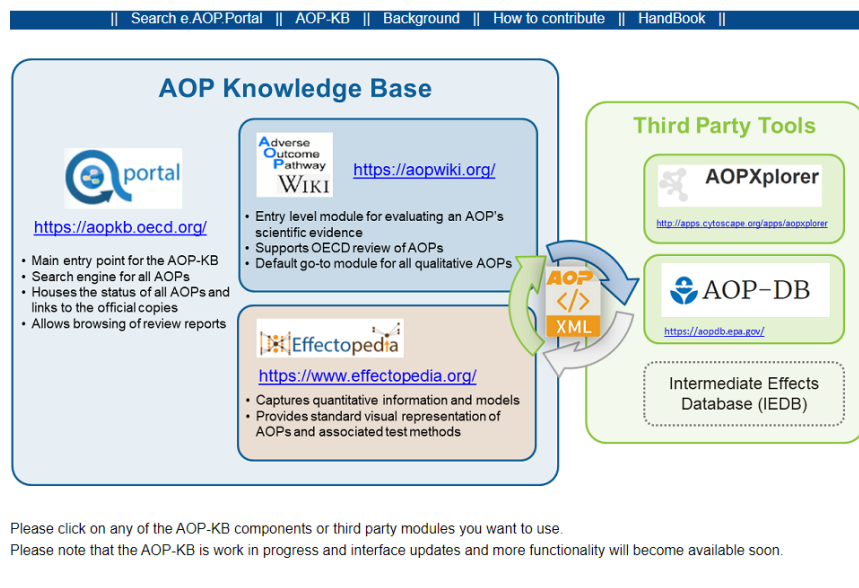 || Search e.AOP.Portal || AOP-KB || Background || How to contribute || HandBook ||
AOP Knowledge Base
portal
https://aopkb.oecd.org/
• Main entry point for the AOP-KB
• Search engine for all AOPs
• Houses the status of all AOPs and
links to the official copies
• Allows browsing of review reports
Adverse
Outcome
Pathway
WIKI
https://aopwiki.org/
• Entry level module for evaluating an AOP's
scientific evidence
• Supports OECD review of AOPs
• Default go-to module for all qualitative AOPs
Effectopedia
https://www.effectopedia.org/
• Captures quantitative information and models
• Provides standard visual representation of
AOPs and associated test methods
AOP
</>
XML
Third Party Tools
AOPXplorer
http://apps.cytoscape.org/apps/aopxplorer
AOP-DB
https://aopdb.epa.gov/
Intermediate Effects
Database (IEDB)
Please click on any of the AOP-KB components or third party modules you want to use.
Please note that the AOP-KB is work in progress and interface updates and more functionality will become available soon.